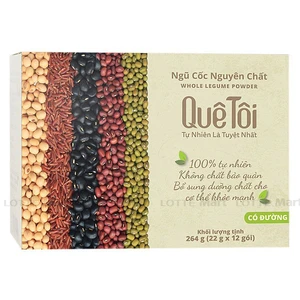 Ngũ Cốc Nguyên Chất
WHOLE LEGUME POWDER
Quê Tôi
Tự Nhiên Là Tuyệt Nhất
100% tự nhiên
Không chất bảo quản
Bổ sung dưỡng chất cho
cơ thể khỏe mạnh
CÓ ĐƯỜNG
Khối lượng tịnh
264 g (22 g x 12 gói)
LOTTE Mart